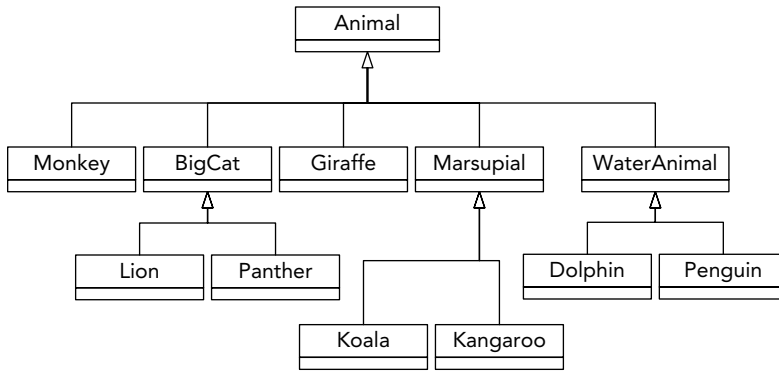 Animal
Monkey
BigCat
Giraffe
Marsupial
WaterAnimal
Lion
Panther
Dolphin
Penguin
Koala
Kangaroo